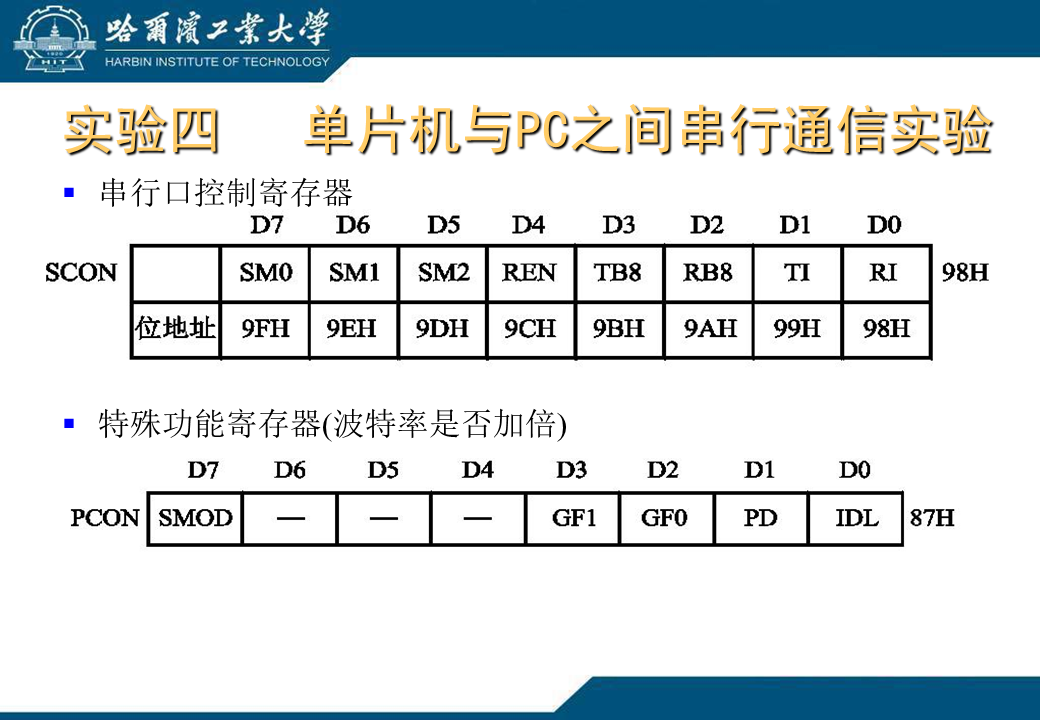 哈爾濱工業大學
HARBIN INSTITUTE OF TECHNOLOGY
1920
HIT
实验四 单片机与PC之间串行通信实验
串行口控制寄存器
D7 D6 D5 D4 D3 D2 D1 D0
SCON SM0 SM1 SM2 REN TB8 RB8 TI RI 98H
位地址 9FH 9EH 9DH 9CH 9BH 9AH 99H 98H
特殊功能寄存器(波特率是否加倍)
D7 D6 D5 D4 D3 D2 D1 D0
PCON SMOD — — — GF1 GF0 PD IDL 87H